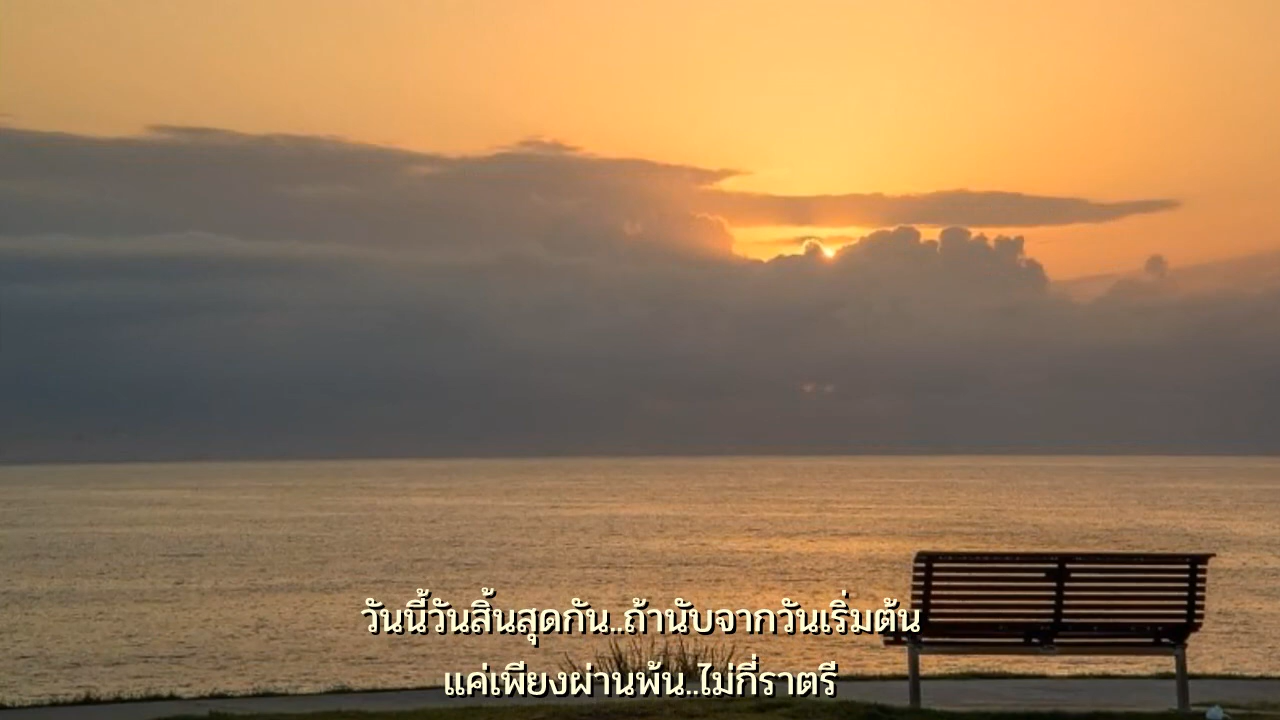 วันนี้วันสิ้นสุดกัน..ถ้านับจากวันเริ่มต้น
แค่เพียงผ่านพ้น..ไม่กี่ราตรี